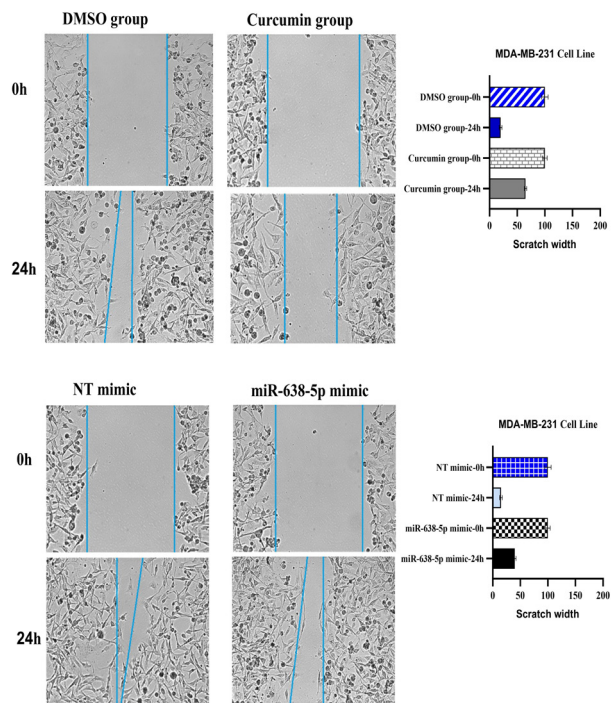 DMSO group
Curcumin group
0h
24h
MDA-MB-231 Cell Line
DMSO group-0h
DMSO group-24h
Curcumin group-0h
Curcumin group-24h
0 50 100 150 200
Scratch width
NT mimic
miR-638-5p mimic
0h
24h
MDA-MB-231 Cell Line
NT mimic-0h
NT mimic-24h
miR-638-5p mimic-0h
miR-638-5p mimic-24h
0 50 100 150 200
Scratch width